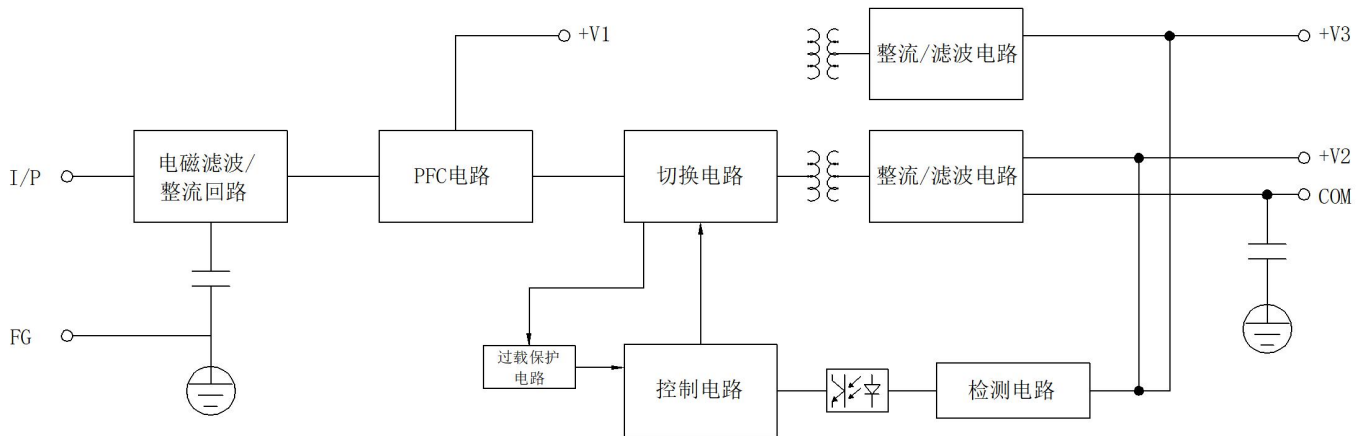 +V1
整流/滤波电路
+V3
I/P
电磁滤波/
整流回路
PFC电路
切换电路
整流/滤波电路
+V2
COM
FG
过载保护
电路
控制电路
检测电路